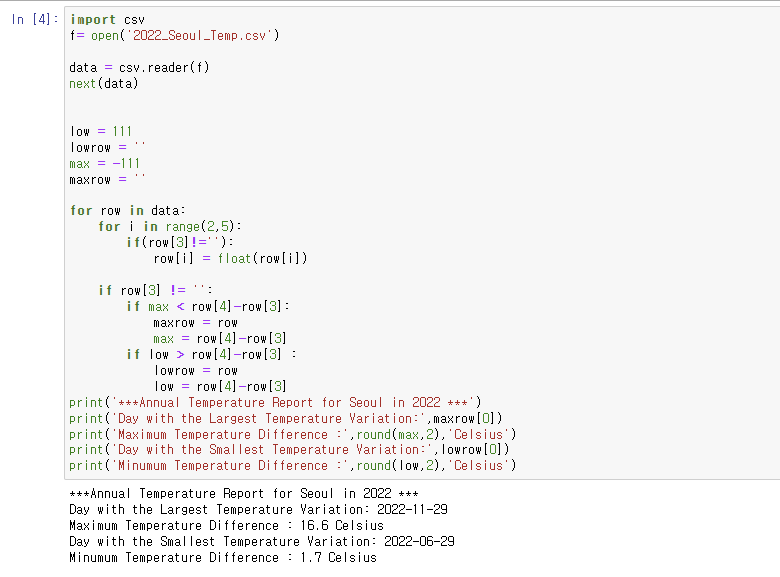 In [4]: import csv
f= open('2022_Seoul_Temp.csv')
data = csv.reader(f)
next(data)
low = 111
lowrow = ''
max = -111
maxrow = ''
for row in data:
    for i in range(2,5):
        if(row[3]!=''):
            row[i] = float(row[i])
    if row[3] != '':
        if max < row[4]-row[3]:
            maxrow = row
            max = row[4]-row[3]
        if low > row[4]-row[3] :
            lowrow = row
            low = row[4]-row[3]
print('***Annual Temperature Report for Seoul in 2022 ***')
print('Day with the Largest Temperature Variation:',maxrow[0])
print('Maximum Temperature Difference :',round(max,2),'Celsius')
print('Day with the Smallest Temperature Variation:',lowrow[0])
print('Minumum Temperature Difference :',round(low,2),'Celsius')
***Annual Temperature Report for Seoul in 2022 ***
Day with the Largest Temperature Variation: 2022-11-29
Maximum Temperature Difference : 16.6 Celsius
Day with the Smallest Temperature Variation: 2022-06-29
Minumum Temperature Difference : 1.7 Celsius